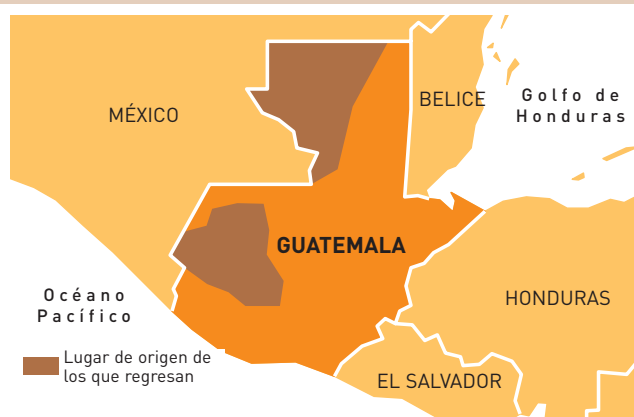 MÉXICO
BELICE
Golfo de
Honduras
GUATEMALA
Océano
Pacífico
HONDURAS
Lugar de origen de
los que regresan
EL SALVADOR